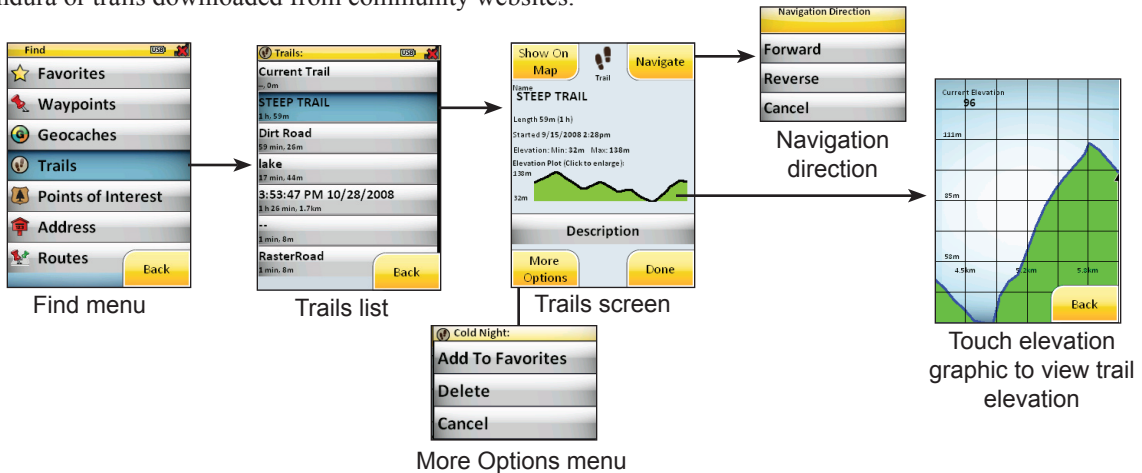 ndura or trails downloaded from community websites.
Find
USB
Favorites
Waypoints
Geocaches
Trails
Points of Interest
Address
Routes
Back
Find menu
Trails:
USB
Current Trail
--, 0m
STEEP TRAIL
1 h, 59m
Dirt Road
59 min, 26m
lake
17 min, 44m
3:53:47 PM 10/28/2008
1 h 26 min, 1.7km
--
1 min, 8m
RasterRoad
1 min, 8m
Back
Trails list
Show On
Map
Trail
Navigate
Name
STEEP TRAIL
Length 59m (1 h)
Started 9/15/2008 2:28pm
Elevation: Min: 32m Max: 138m
Elevation Plot (Click to enlarge):
138m
32m
Description
More
Options
Done
Trails screen
Cold Night:
Add To Favorites
Delete
Cancel
More Options menu
Navigation Direction
Forward
Reverse
Cancel
Navigation
direction
Current Elevation
96
111m
85m
58m
4.5km 5.2km 5.8km
Back
Touch elevation
graphic to view trail
elevation